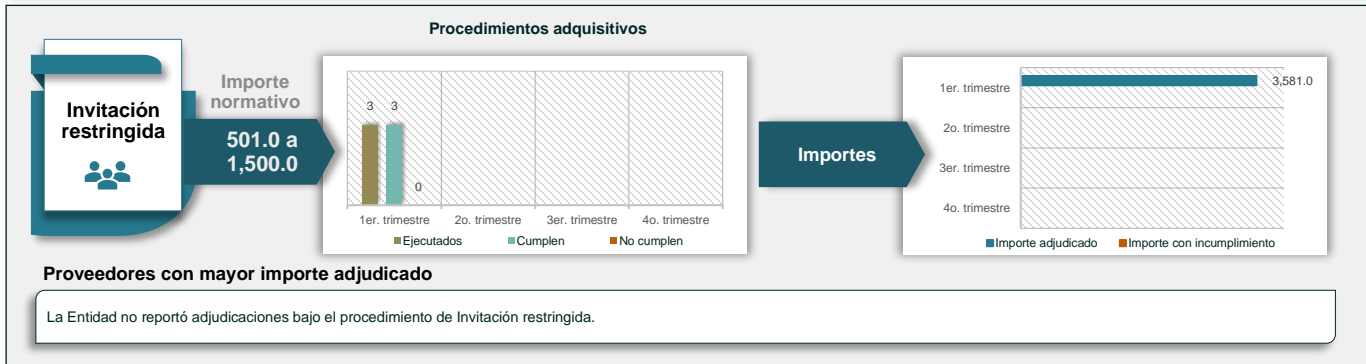 Procedimientos adquisitivos
Invitación
restringida
Importe
normativo
501.0 a
1,500.0
3 3
0
1er. trimestre 2o. trimestre 3er. trimestre 4o. trimestre
Ejecutados Cumplen No cumplen
Importes
1er. trimestre 3,581.0
2o. trimestre
3er. trimestre
4o. trimestre
Importe adjudicado Importe con incumplimiento
Proveedores con mayor importe adjudicado
La Entidad no reportó adjudicaciones bajo el procedimiento de Invitación restringida.